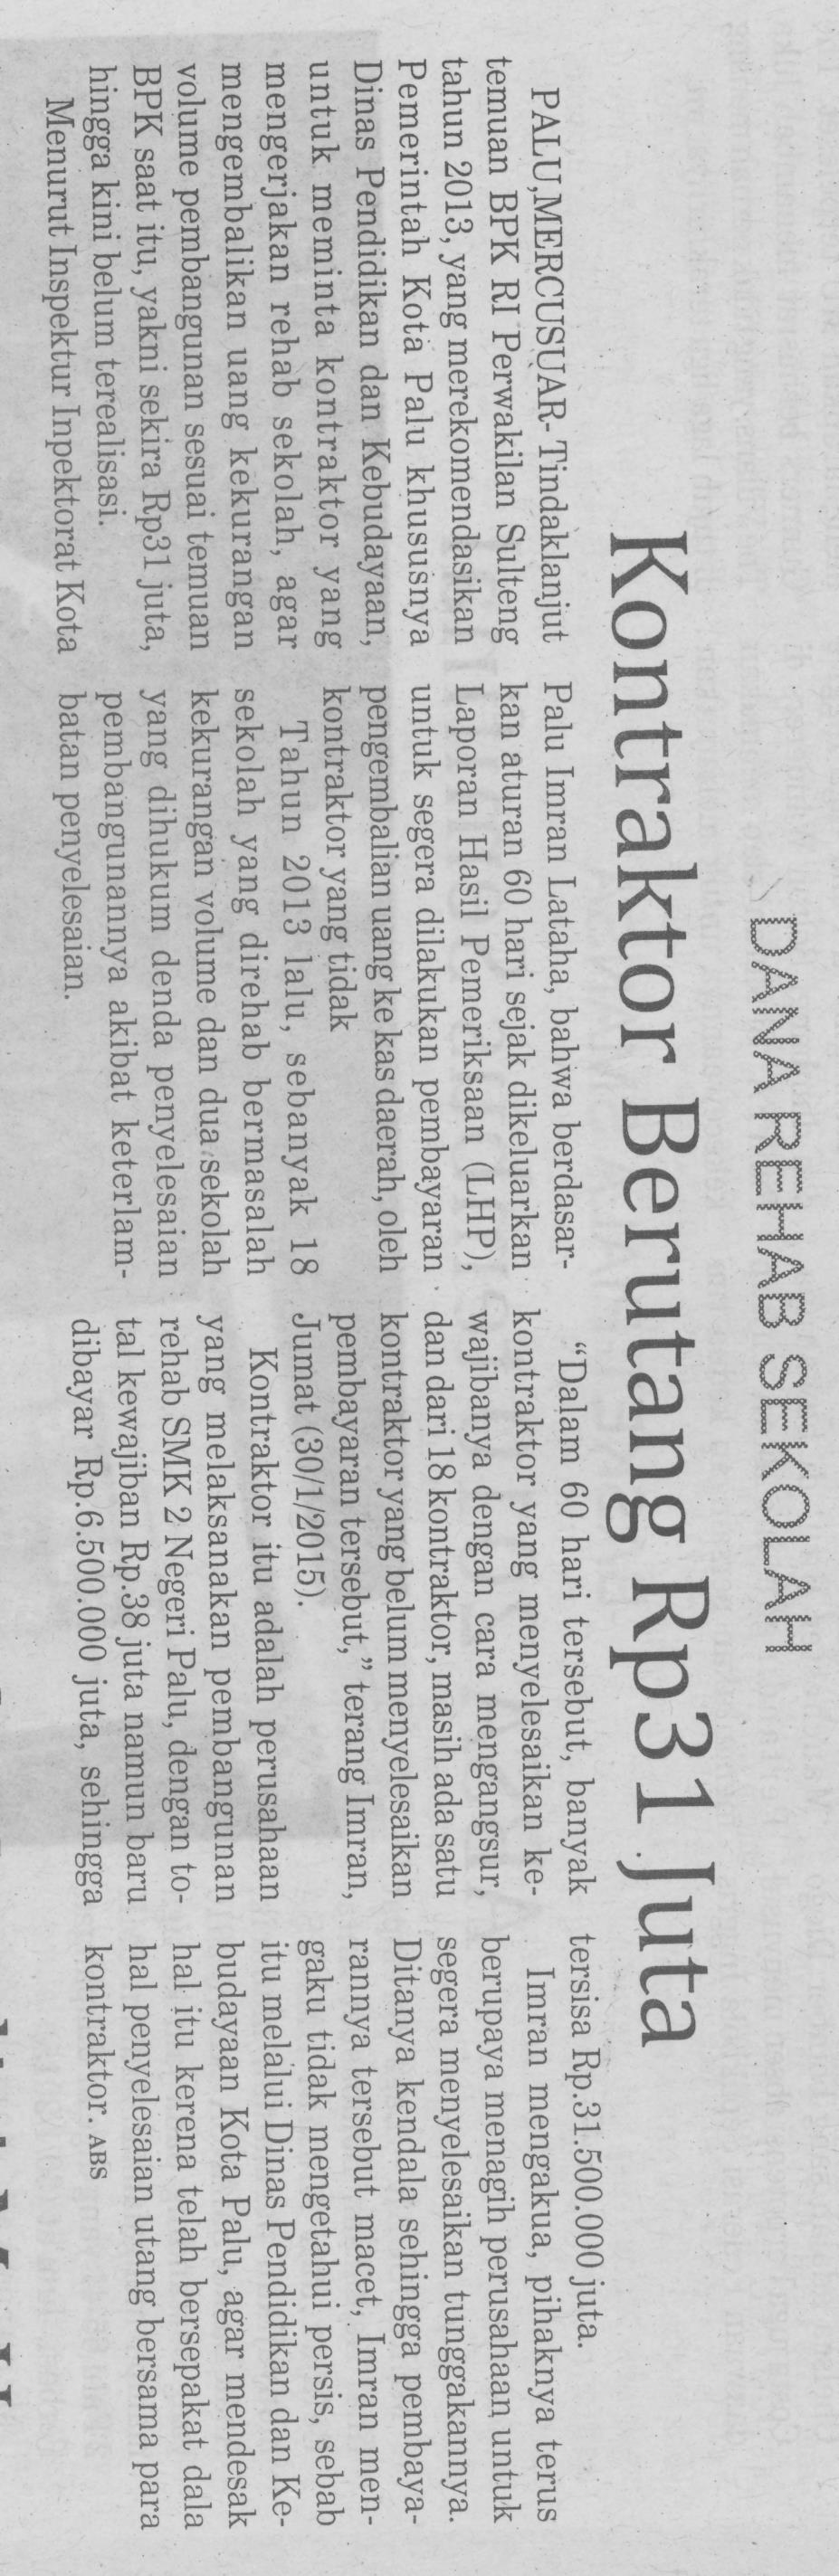 DANA REHAB SEKOLAH
Kontraktor Berutang Rp31 Juta
PALU,MERCUSUAR- Tindaklanjut
temuan BPK RI Perwakilan Sulteng
tahun 2013, yang merekomendasikan
Pemerintah Kota Palu khususnya
Dinas Pendidikan dan Kebudayaan,
untuk meminta kontraktor yang
mengerjakan rehab sekolah, agar
mengembalikan uang kekurangan
volume pembangunan sesuai temuan
BPK saat itu, yakni sekira Rp31 juta,
hingga kini belum terealisasi.
Menurut Inspektur Inpektorat Kota
Palu Imran Lataha, bahwa berdasar-
kan aturan 60 hari sejak dikeluarkan
Laporan Hasil Pemeriksaan (LHP),
untuk segera dilakukan pembayaran
pengembalian uang ke kas daerah, oleh
kontraktor yang tidak
Tahun 2013 lalu, sebanyak 18
sekolah yang direhab bermasalah
kekurangan volume dan dua sekolah
yang dihukum denda penyelesaian
pembangunannya akibat keterlam-
batan penyelesaian.
“Dalam 60 hari tersebut, banyak
kontraktor yang menyelesaikan ke-
wajibanya dengan cara mengangsur,
dan dari 18 kontraktor, masih ada satu
kontraktor yang belum menyelesaikan
pembayaran tersebut,” terang Imran,
Jumat (30/1/2015).
Kontraktor itu adalah perusahaan
yang melaksanakan pembangunan
rehab SMK 2 Negeri Palu, dengan to-
tal kewajiban Rp.38 juta namun baru
dibayar Rp.6.500.000 juta, sehingga
tersisa Rp.31.500.000 juta.
Imran mengakua, pihaknya terus
berupaya menagih perusahaan untuk
segera menyelesaikan tunggakannya.
Ditanya kendala sehingga pembaya-
rannya tersebut macet, Imran men-
gaku tidak mengetahui persis, sebab
itu melalui Dinas Pendidikan dan Ke-
budayaan Kota Palu, agar mendesak
hal itu kerena telah bersepakat dala
hal penyelesaian utang bersama para
kontraktor. ABS